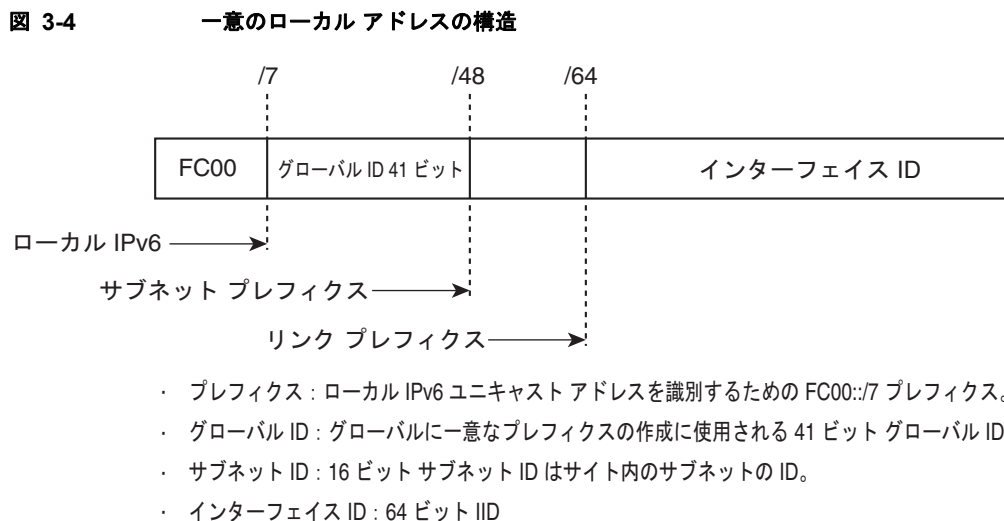 図 3-4 一意のローカル アドレスの構造
/7 /48 /64
FC00 グローバル ID 41 ビット インターフェイス ID
ローカル IPv6
サブネット プレフィクス
リンク プレフィクス
・ プレフィクス：ローカル IPv6 ユニキャスト アドレスを識別するための FC00::/7 プレフィクス。
・ グローバル ID：グローバルに一意なプレフィクスの作成に使用される 41 ビット グローバル ID
・ サブネット ID：16 ビット サブネット ID はサイト内のサブネットの ID。
・ インターフェイス ID：64 ビット IID